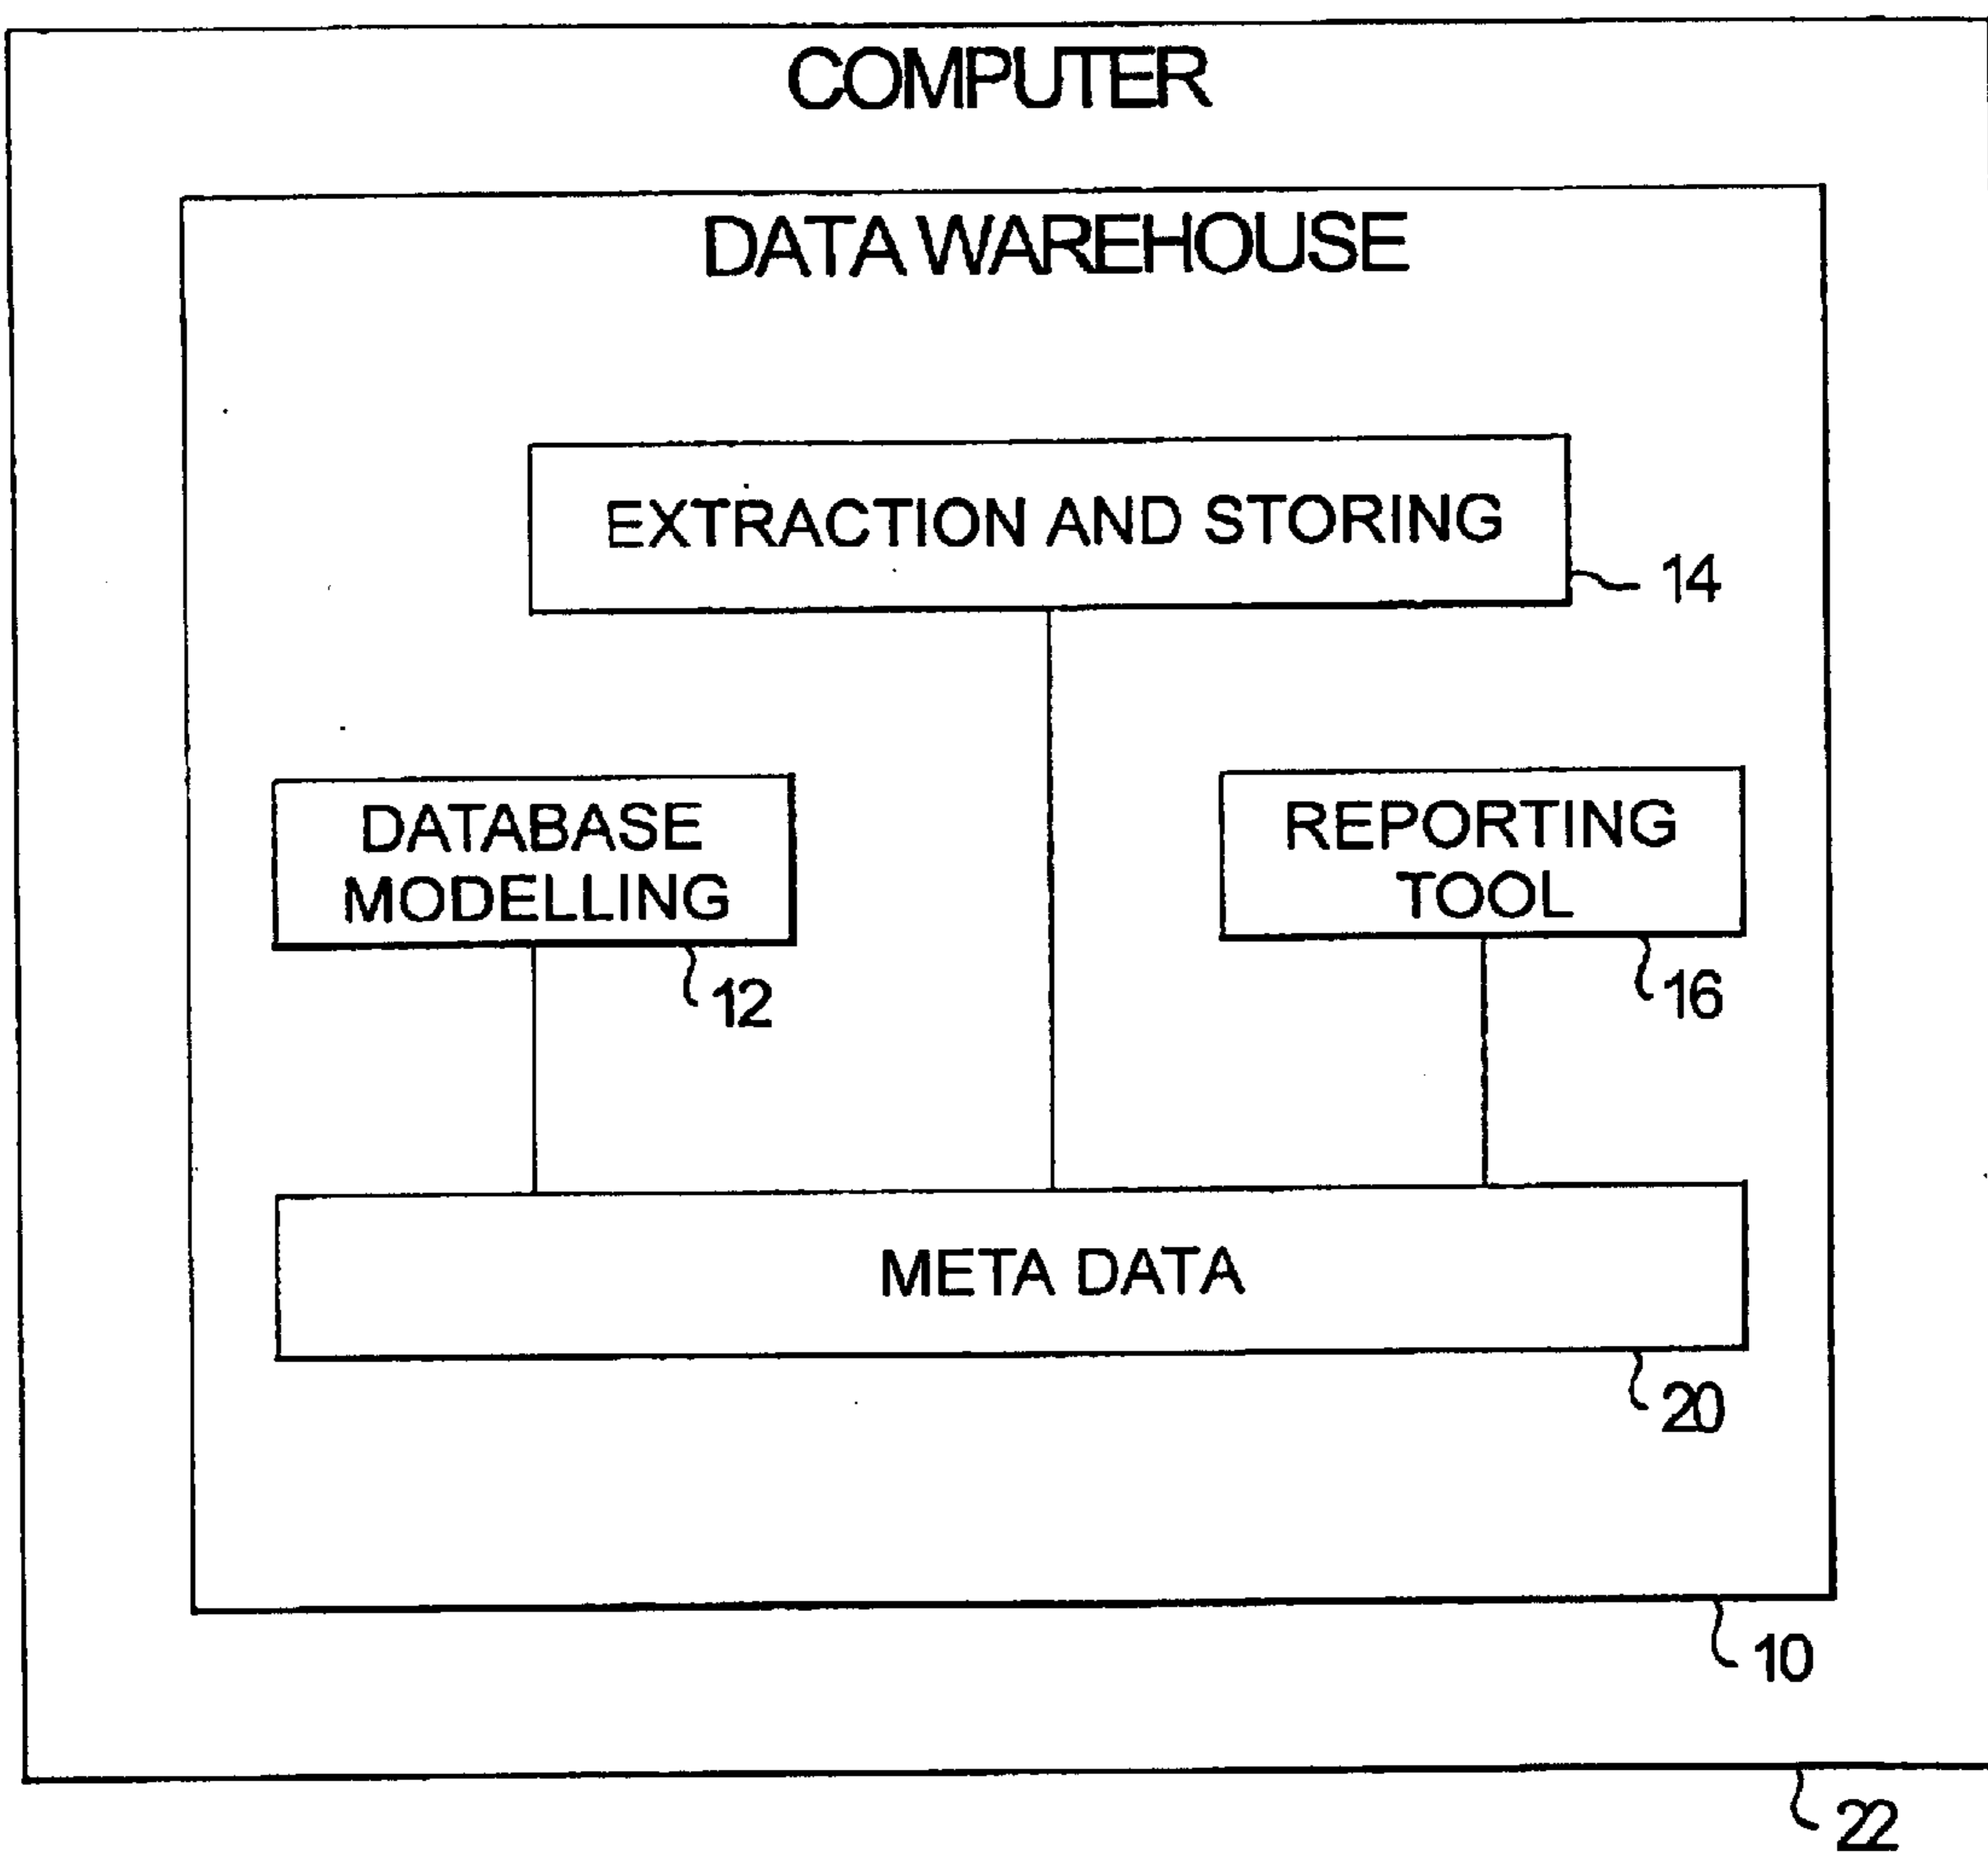 COMPUTER
DATA WAREHOUSE
EXTRACTION AND STORING
14
DATABASE
MODELLING
12
REPORTING
TOOL
16
META DATA
20
10
22